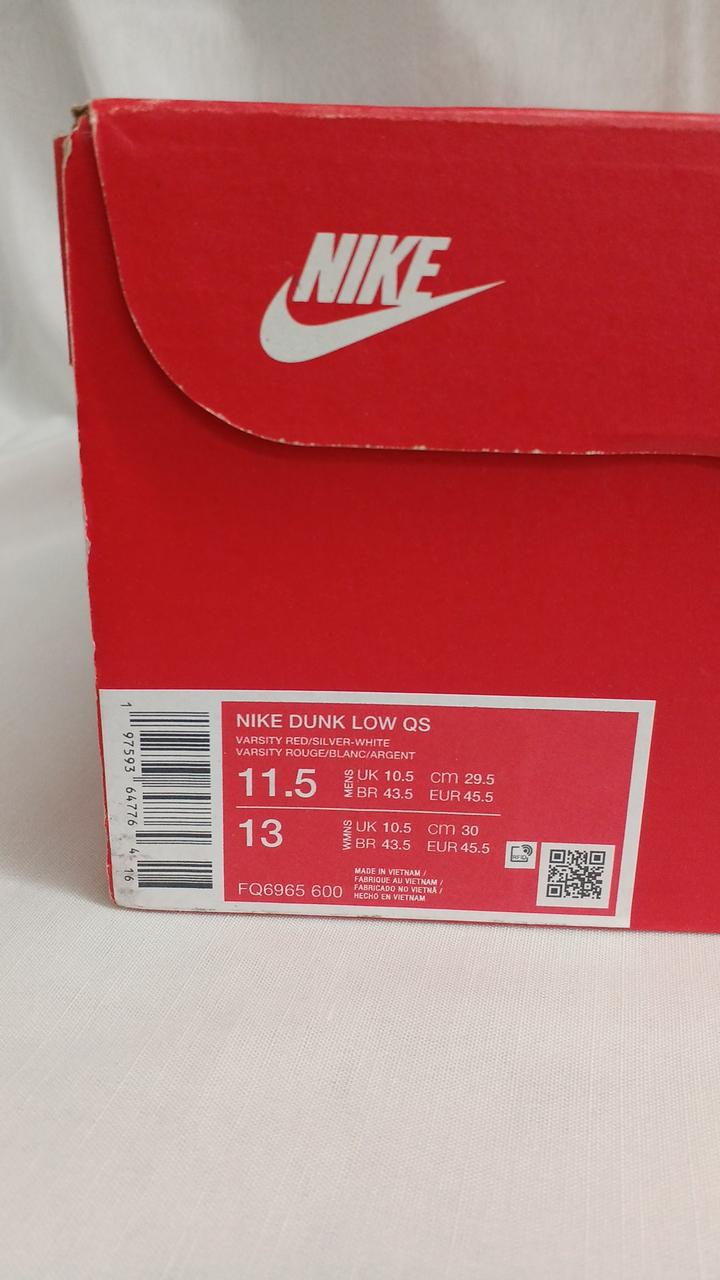 NIKE
1 97593 64776 4 16
NIKE DUNK LOW QS
VARSITY RED/SILVER-WHITE
VARSITY ROUGE/BLANC/ARGENT
11.5 MENS UK 10.5 cm 29.5
BR 43.5 EUR 45.5
13 WMNS UK 10.5 cm 30
BR 43.5 EUR 45.5
RFID
FQ6965 600
MADE IN VIETNAM /
FABRIQUE AU VIETNAM /
FABRICADO NO VIETNÃ /
HECHO EN VIETNAM